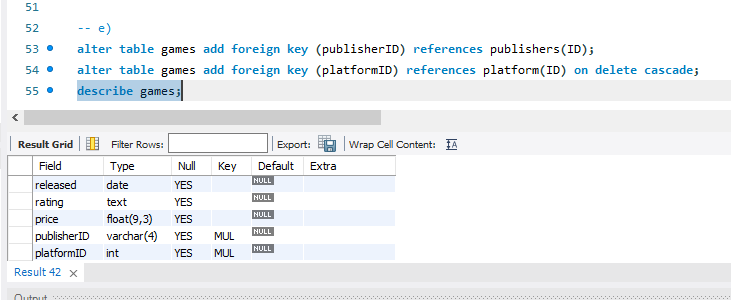 51
52 -- e)
53 alter table games add foreign key (publisherID) references publishers(ID);
54 alter table games add foreign key (platformID) references platform(ID) on delete cascade;
55 describe games;
Result Grid Filter Rows: Export: Wrap Cell Content: IA
Field Type Null Key Default Extra
released date YES NULL
rating text YES NULL
price float(9,3) YES NULL
publisherID varchar(4) YES MUL NULL
platformID int YES MUL NULL
Result 42 ×
Output